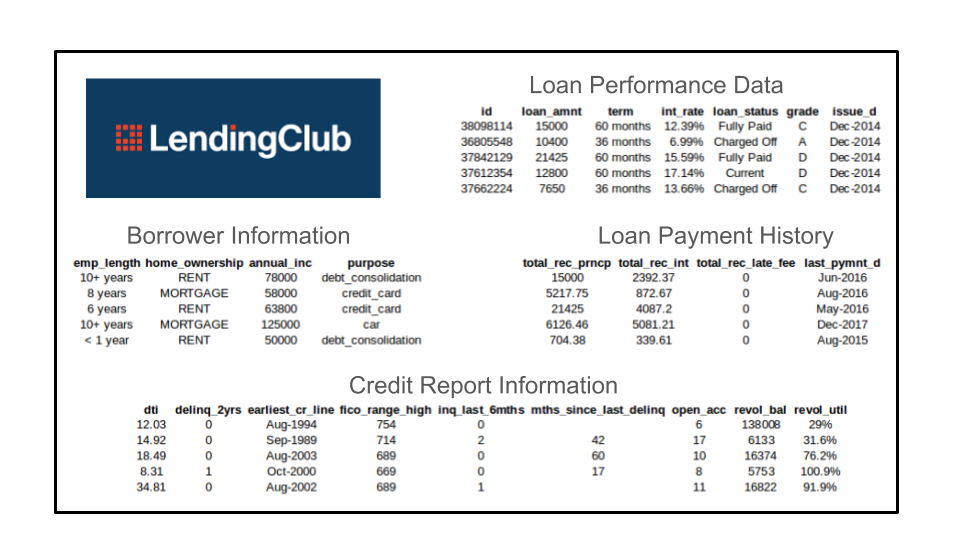 LendingClub
Loan Performance Data
id loan_amnt term int_rate loan_status grade issue_d
38098114 15000 60 months 12.39% Fully Paid C Dec-2014
36805548 10400 36 months 6.99% Charged Off A Dec-2014
37842129 21425 60 months 15.59% Fully Paid D Dec-2014
37612354 12800 60 months 17.14% Current D Dec-2014
37662224 7650 36 months 13.66% Charged Off C Dec-2014
Borrower Information
emp_length home_ownership annual_inc purpose
10+ years RENT 78000 debt_consolidation
8 years MORTGAGE 58000 credit_card
6 years RENT 63800 credit_card
10+ years MORTGAGE 125000 car
< 1 year RENT 50000 debt_consolidation
Loan Payment History
total_rec_prncp total_rec_int total_rec_late_fee last_pymnt_d
15000 2392.37 0 Jun-2016
5217.75 872.67 0 Aug-2016
21425 4087.2 0 May-2016
6126.46 5081.21 0 Dec-2017
704.38 339.61 0 Aug-2015
Credit Report Information
dti delinq_2yrs earliest_cr_line fico_range_high inq_last_6mths mths_since_last_delinq open_acc revol_bal revol_util
12.03 0 Aug-1994 754 0 6 138008 29%
14.92 0 Sep-1989 714 2 42 17 6133 31.6%
18.49 0 Aug-2003 689 0 60 10 16374 76.2%
8.31 1 Oct-2000 669 0 17 8 5753 100.9%
34.81 0 Aug-2002 689 1 11 16822 91.9%